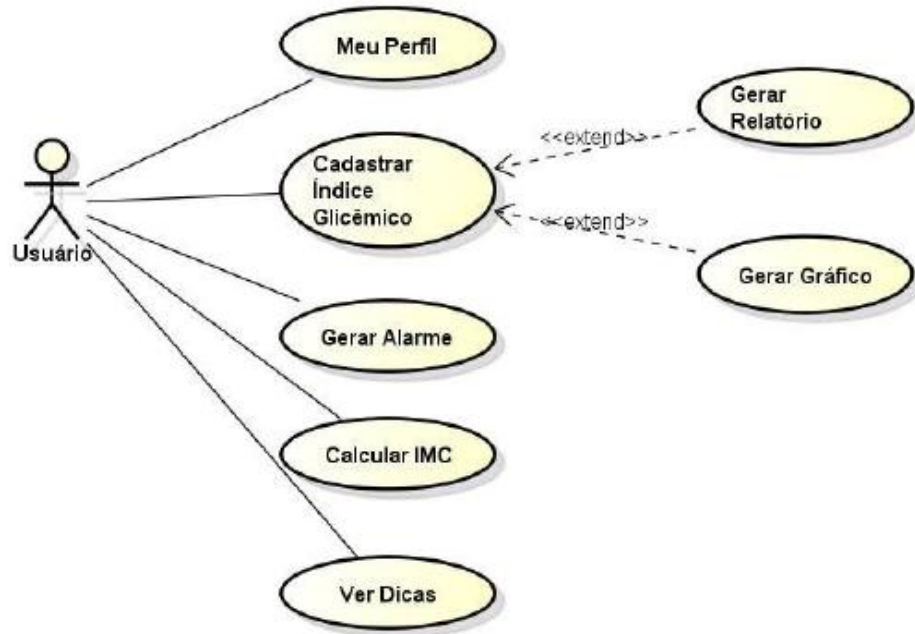 Meu Perfil
Gerar
Relatório
<<extend>>
Cadastrar
Índice
Glicêmico
<<extend>>
Usuário
Gerar Gráfico
Gerar Alarme
Calcular IMC
Ver Dicas